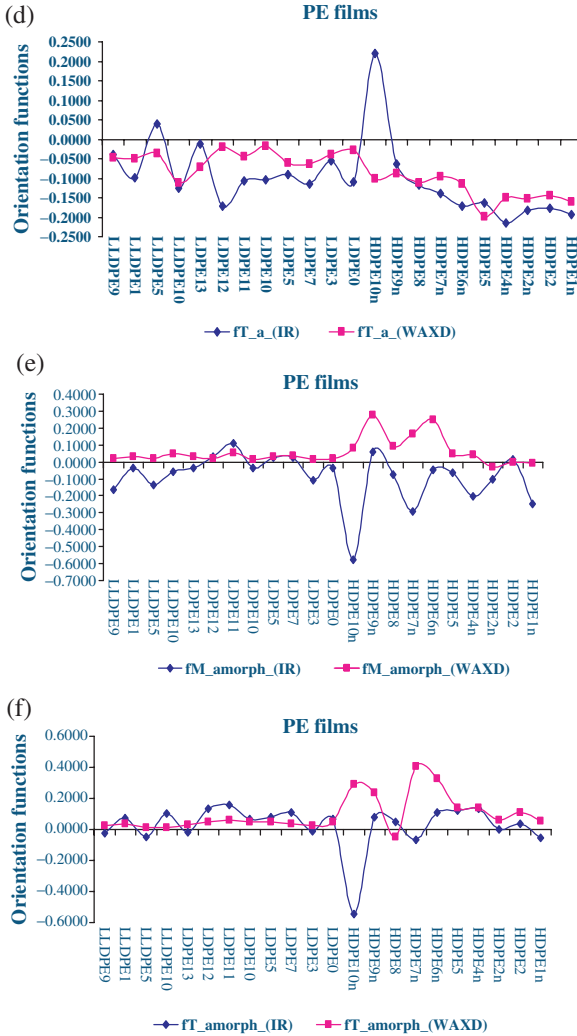 (d)
PE films
Orientation functions
0.2500
0.2000
0.1500
0.1000
0.0500
0.0000
−0.0500
−0.1000
−0.1500
−0.2000
−0.2500
LLDPE9
LLDPE1
LLDPE5
LLDPE10
LDPE13
LDPE12
LDPE11
LDPE10
LDPE5
LDPE7
LDPE3
LDPE0
HDPE10n
HDPE9n
HDPE8
HDPE7n
HDPE6n
HDPE5
HDPE4n
HDPE2n
HDPE2
HDPE1n
fT_a_(IR) fT_a_(WAXD)
(e)
PE films
Orientation functions
0.4000
0.3000
0.2000
0.1000
0.0000
−0.1000
−0.2000
−0.3000
−0.4000
−0.5000
−0.6000
−0.7000
LLDPE9
LLDPE1
LLDPE5
LLDPE10
LDPE13
LDPE12
LDPE11
LDPE10
LDPE5
LDPE7
LDPE3
LDPE0
HDPE10n
HDPE9n
HDPE8
HDPE7n
HDPE6n
HDPE5
HDPE4n
HDPE2n
HDPE2
HDPE1n
fM_amorph_(IR) fM_amorph_(WAXD)
(f)
PE films
Orientation functions
0.6000
0.4000
0.2000
0.0000
−0.2000
−0.4000
−0.6000
LLDPE9
LLDPE1
LLDPE5
LLDPE10
LDPE13
LDPE12
LDPE11
LDPE10
LDPE5
LDPE7
LDPE3
LDPE0
HDPE10n
HDPE9n
HDPE8
HDPE7n
HDPE6n
HDPE5
HDPE4n
HDPE2n
HDPE2
HDPE1n
fT_amorph_(IR) fT_amorph_(WAXD)